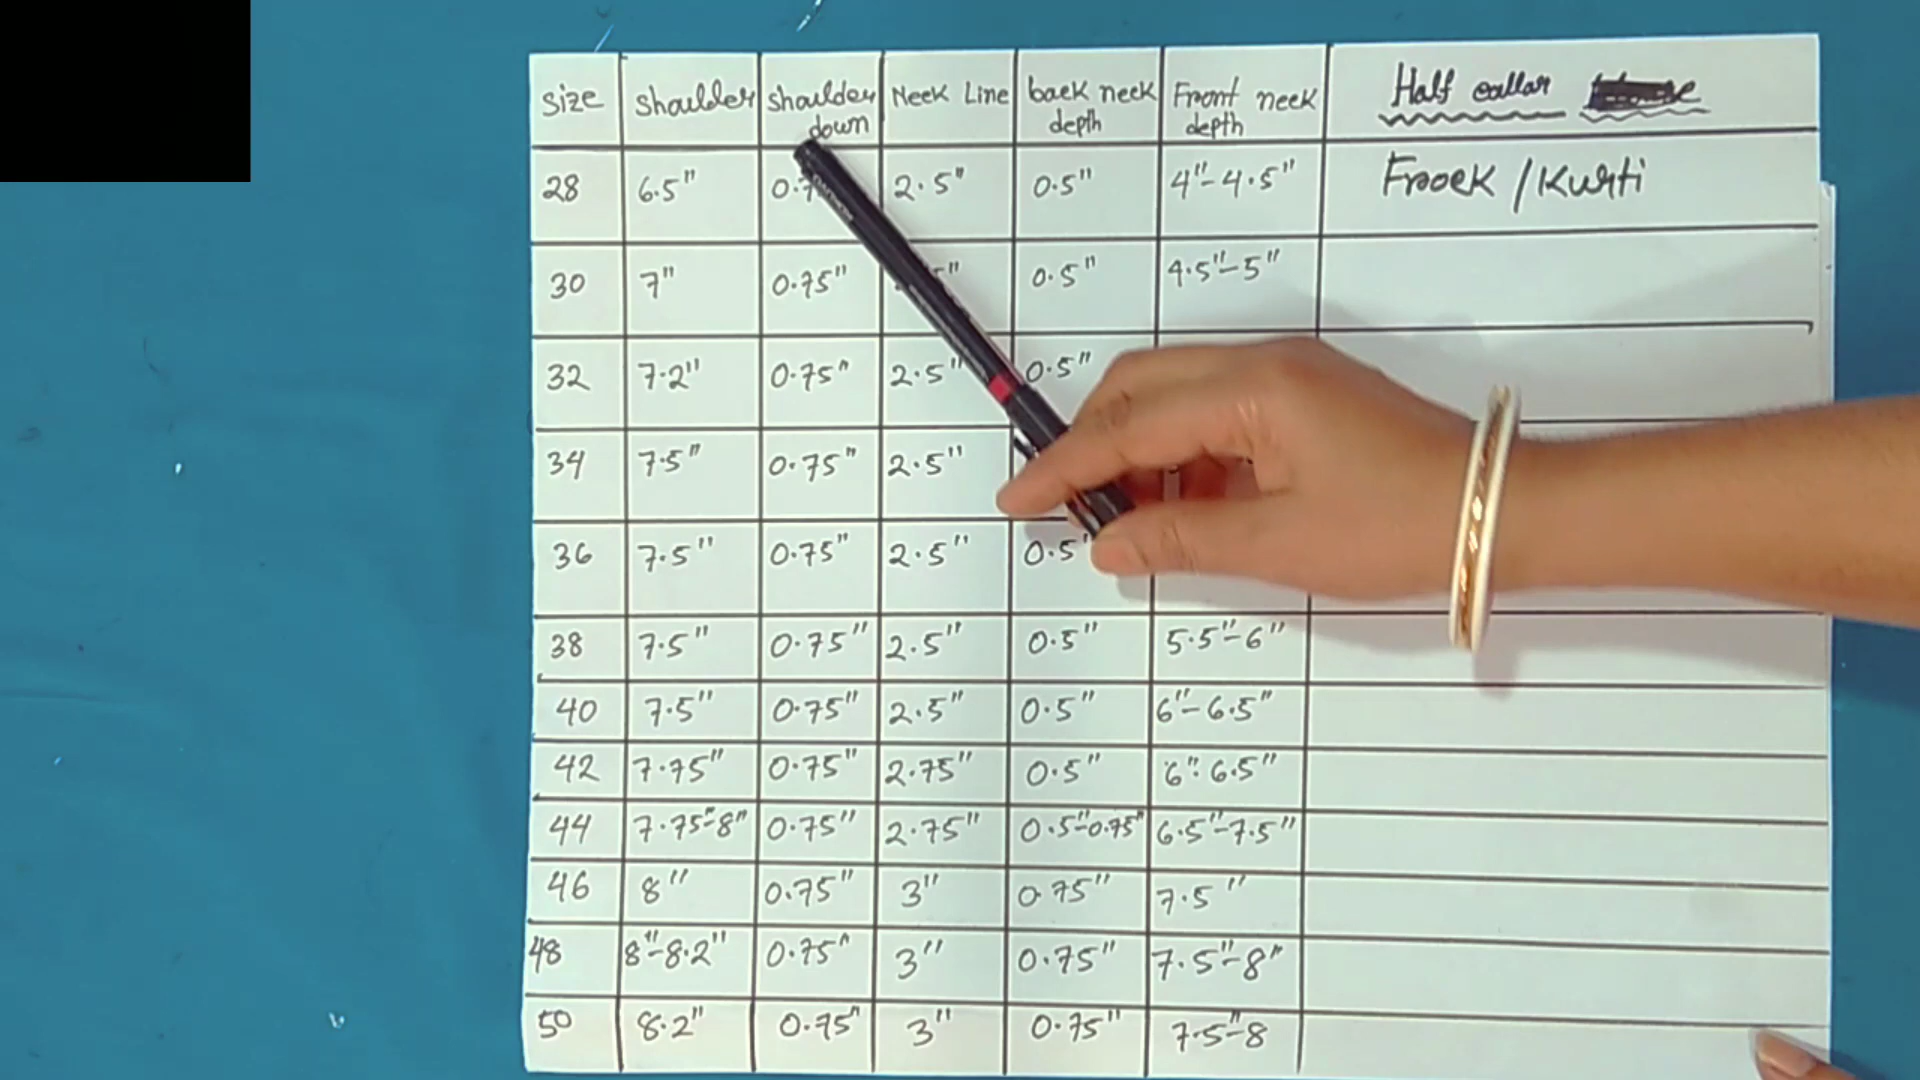 Size Shoulder Shoulder down Neck Line back neck depth Front neck depth Half collar
28 6.5" 2.5" 0.5" 4"-4.5" Frock / Kurti
30 7" 0.75" 0.5" 4.5"-5"
32 7.2" 0.75" 2.5" 0.5"
34 7.5" 0.75" 2.5"
36 7.5" 0.75" 2.5" 0.5"
38 7.5" 0.75" 2.5" 0.5" 5.5"-6"
40 7.5" 0.75" 2.5" 0.5" 6"-6.5"
42 7.75" 0.75" 2.75" 0.5" 6"- 6.5"
44 7.75"-8" 0.75" 2.75" 0.5"-0.75" 6.5"-7.5"
46 8" 0.75" 3" 0.75" 7.5"
48 8"-8.2" 0.75" 3" 0.75" 7.5"-8"
50 8.2" 0.75" 3" 0.75" 7.5"-8